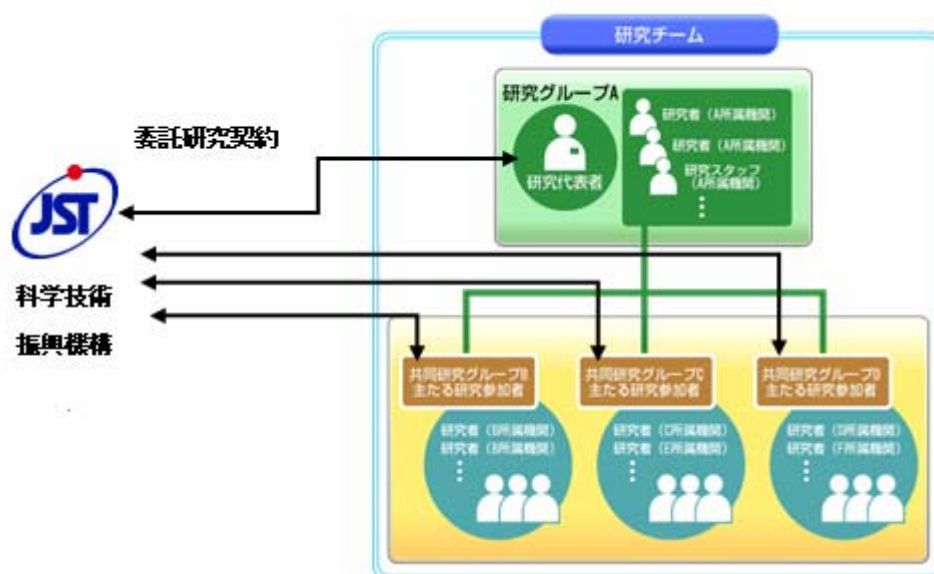 研究チーム
研究グループA
研究代表者
研究者（A所属機関）
研究者（A所属機関）
研究スタッフ
（A所属機関）
委託研究契約
JST
科学技術
振興機構
共同研究グループB
主たる研究参加者
共同研究グループC
主たる研究参加者
共同研究グループD
主たる研究参加者
研究者（B所属機関）
研究者（B所属機関）
研究者（C所属機関）
研究者（E所属機関）
研究者（D所属機関）
研究者（F所属機関）